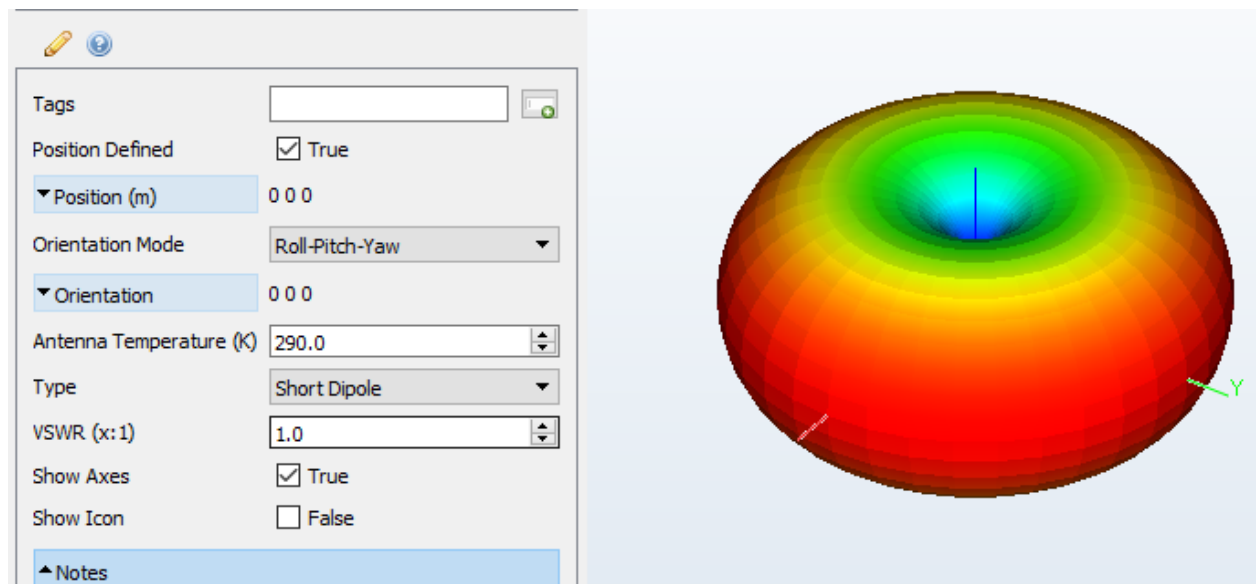 Tags
Position Defined True
Position (m) 0 0 0
Orientation Mode Roll-Pitch-Yaw
Orientation 0 0 0
Antenna Temperature (K) 290.0
Type Short Dipole
VSWR (x:1) 1.0
Show Axes True
Show Icon False
Notes
Y